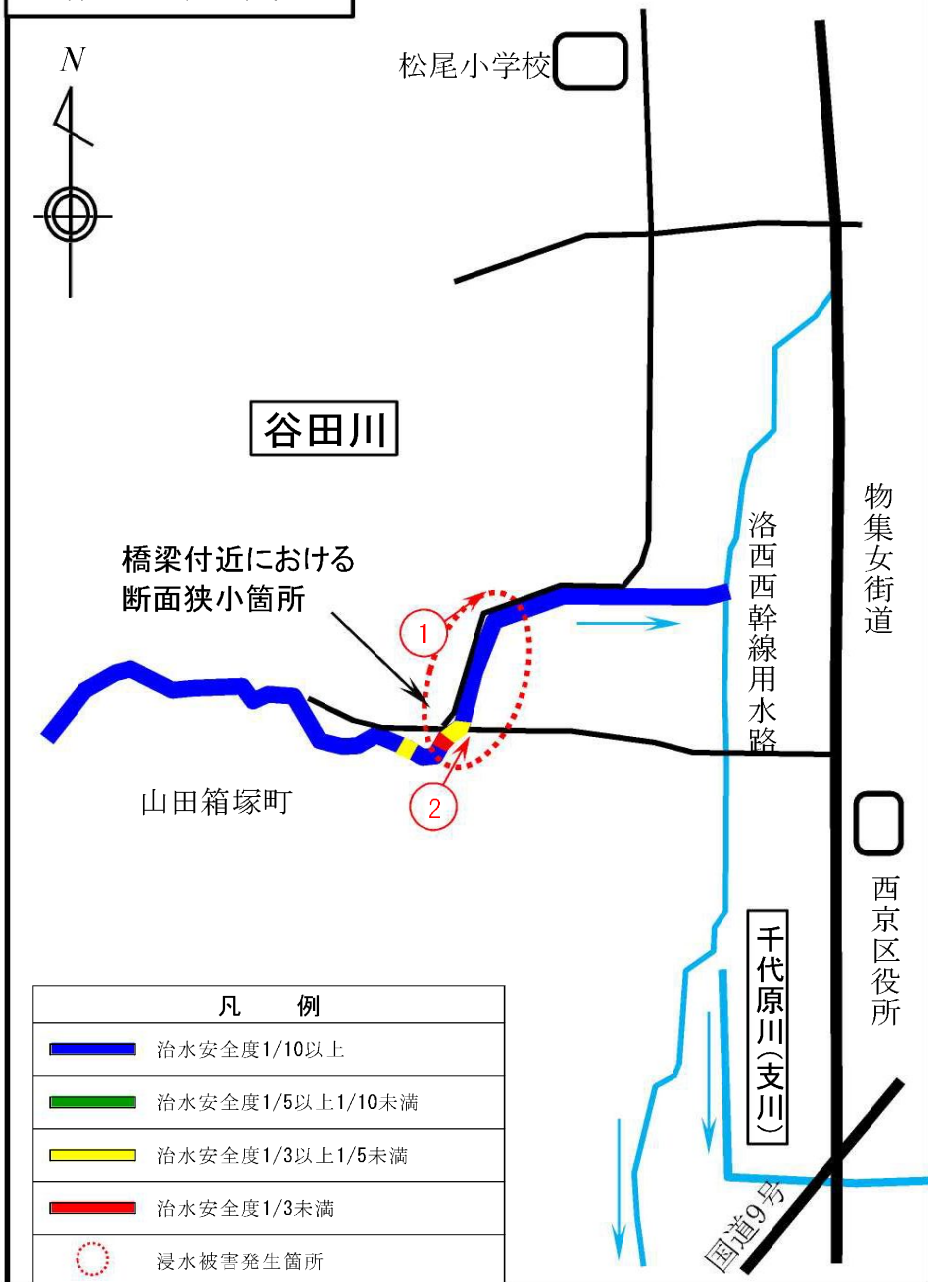 N
松尾小学校
谷田川
橋梁付近における
断面狭小箇所
1
2
山田箱塚町
洛西西幹線用水路
物集女街道
西京区役所
千代原川(支川)
国道9号
凡 例
治水安全度1/10以上
治水安全度1/5以上1/10未満
治水安全度1/3以上1/5未満
治水安全度1/3未満
浸水被害発生箇所